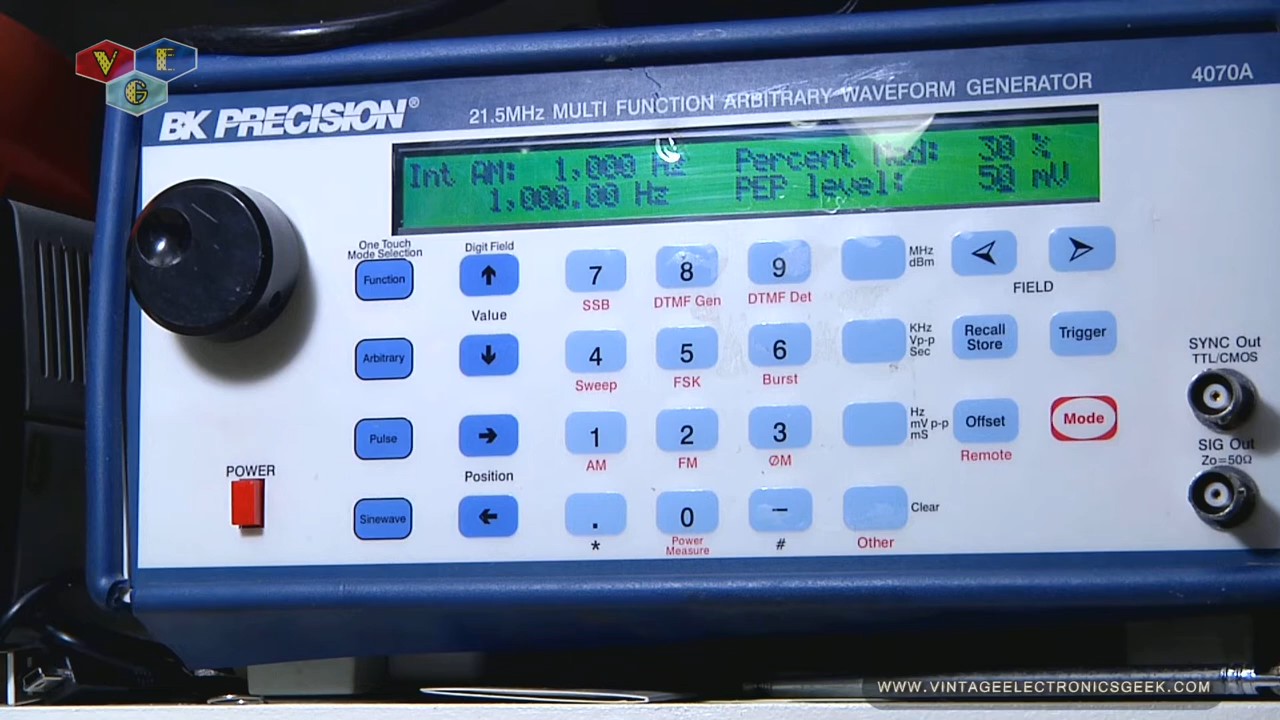 V E G
BK PRECISION®
21.5MHz MULTI FUNCTION ARBITRARY WAVEFORM GENERATOR
4070A
Int AM: 1,000 Hz Percent Mod: 30 %
1,000.00 Hz PEP level: 50 mV
One Touch
Mode Selection
Digit Field
Function
7
8
9
MHz
dBm
SSB
DTMF Gen
DTMF Det
FIELD
Value
Arbitrary
4
5
6
KHz
Vp-p
Sec
Recall
Store
Trigger
SYNC Out
TTL/CMOS
Sweep
FSK
Burst
Pulse
1
2
3
Hz
mV p-p
mS
Offset
Mode
AM
FM
ØM
Remote
SIG Out
Zo=50Ω
POWER
Position
Sinewave
.
0
–
Clear
*
Power
Measure
#
Other
WWW.VINTAGEELECTRONICSGEEK.COM